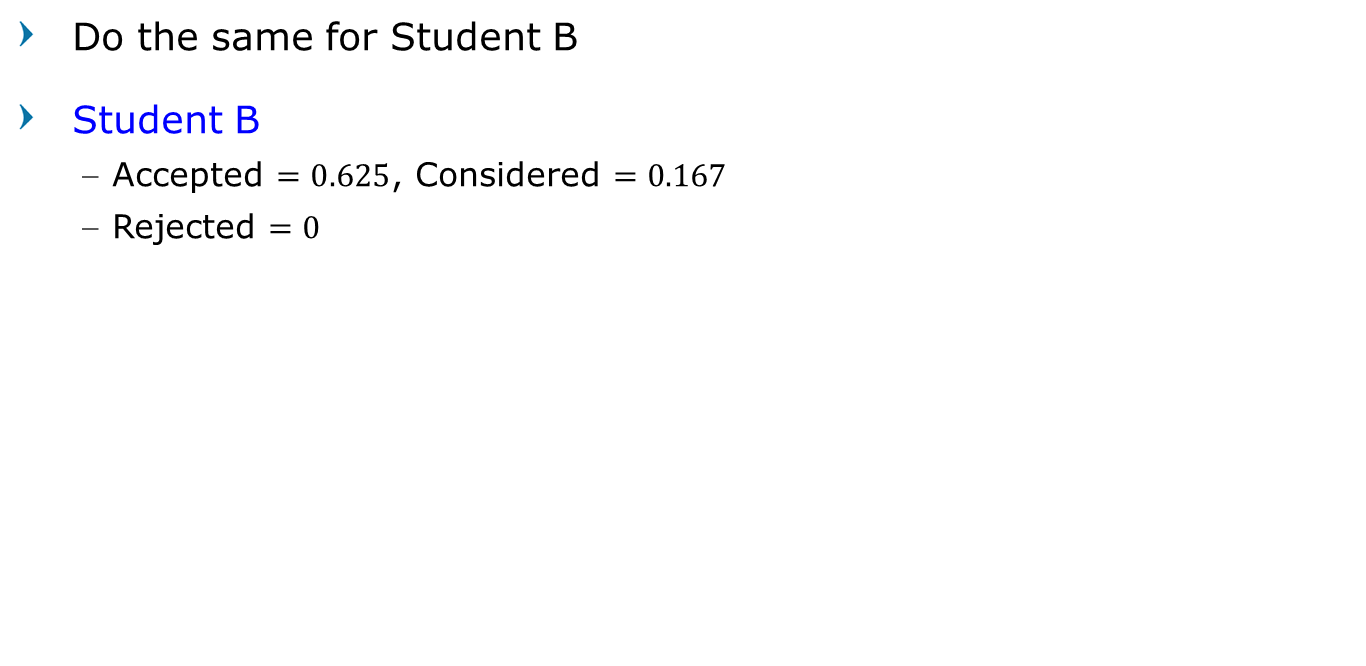 Do the same for Student B
Student B
– Accepted = 0.625, Considered = 0.167
– Rejected = 0